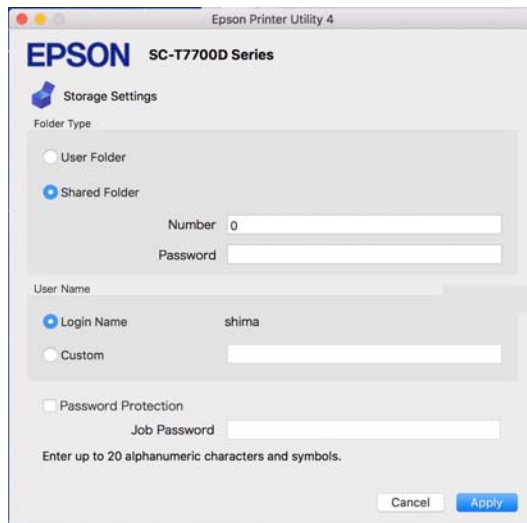 Epson Printer Utility 4
EPSON SC-T7700D Series
Storage Settings
Folder Type
User Folder
Shared Folder
Number 0
Password
User Name
Login Name shima
Custom
Password Protection
Job Password
Enter up to 20 alphanumeric characters and symbols.
Cancel Apply